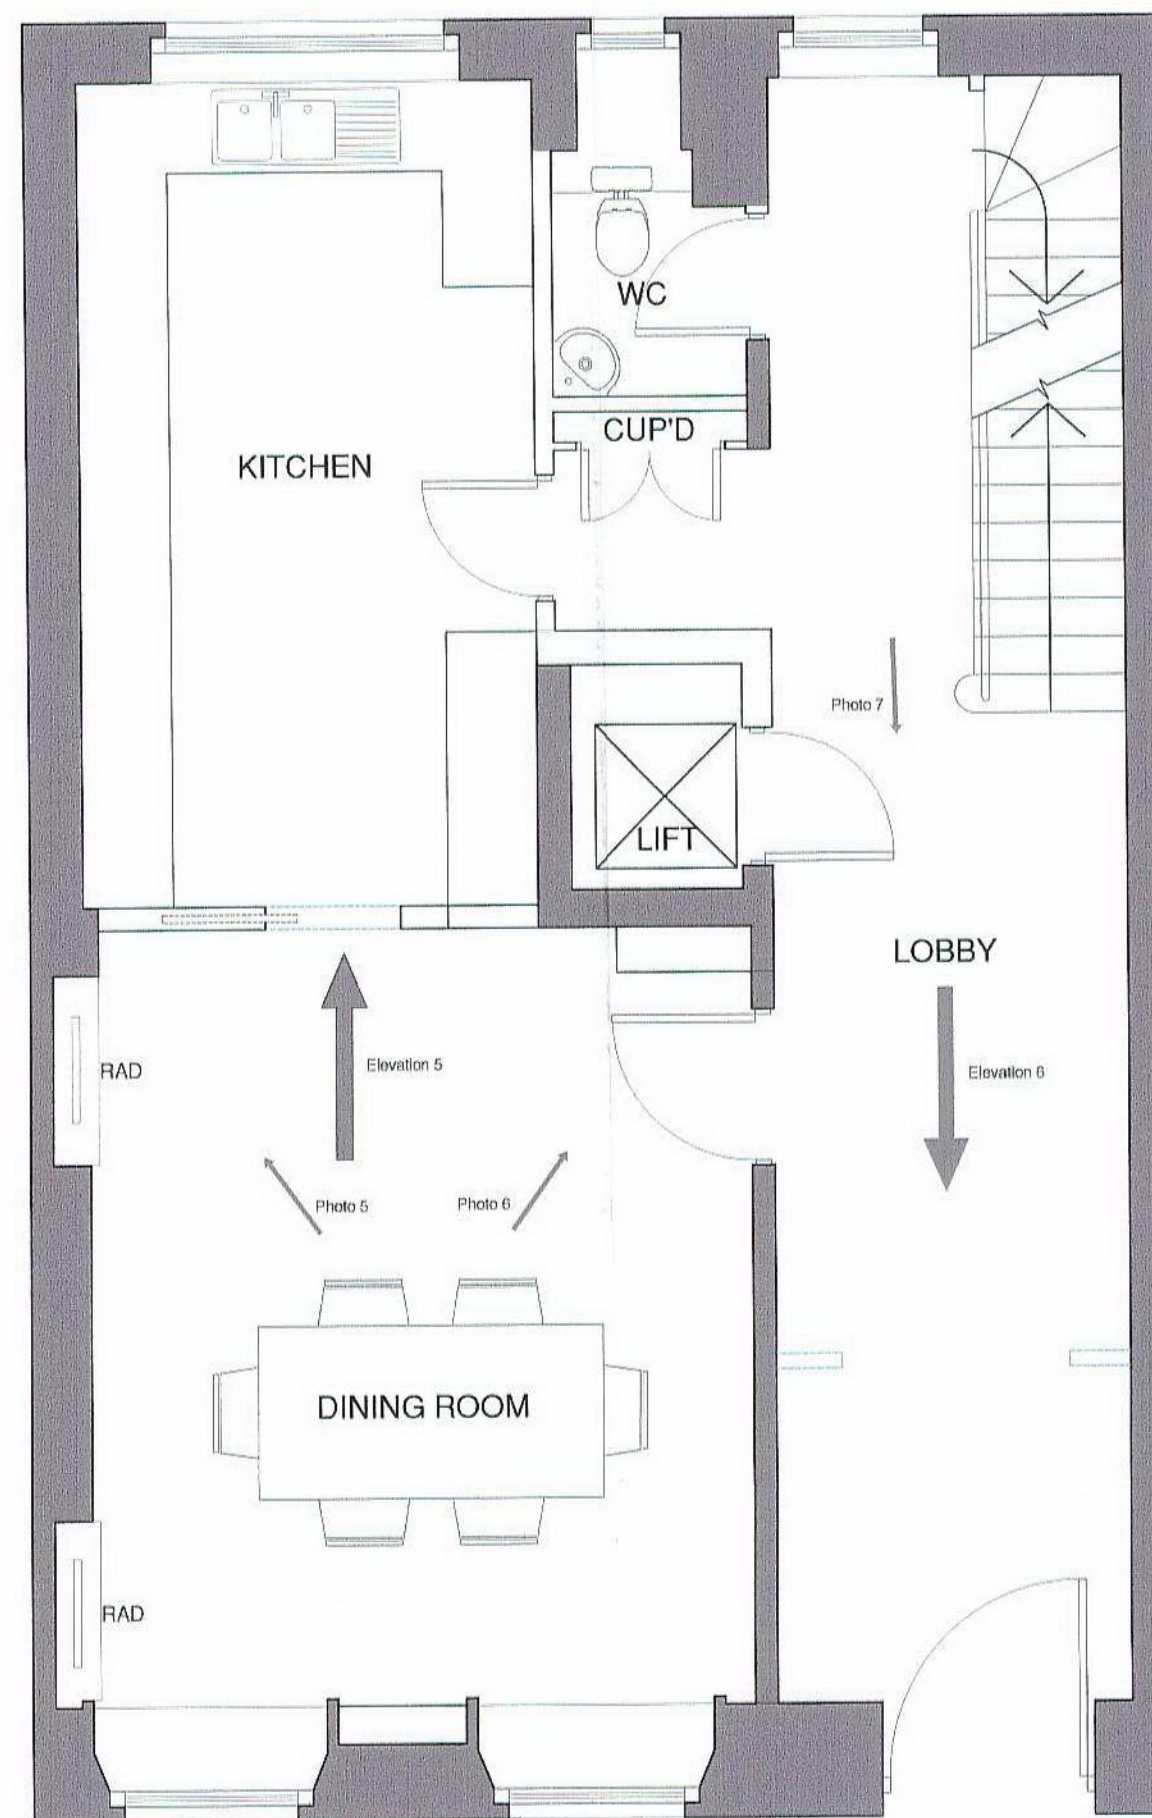 WC
CUP'D
KITCHEN
Photo 7
LIFT
LOBBY
RAD
Elevation 5
Elevation 6
Photo 5
Photo 6
DINING ROOM
RAD